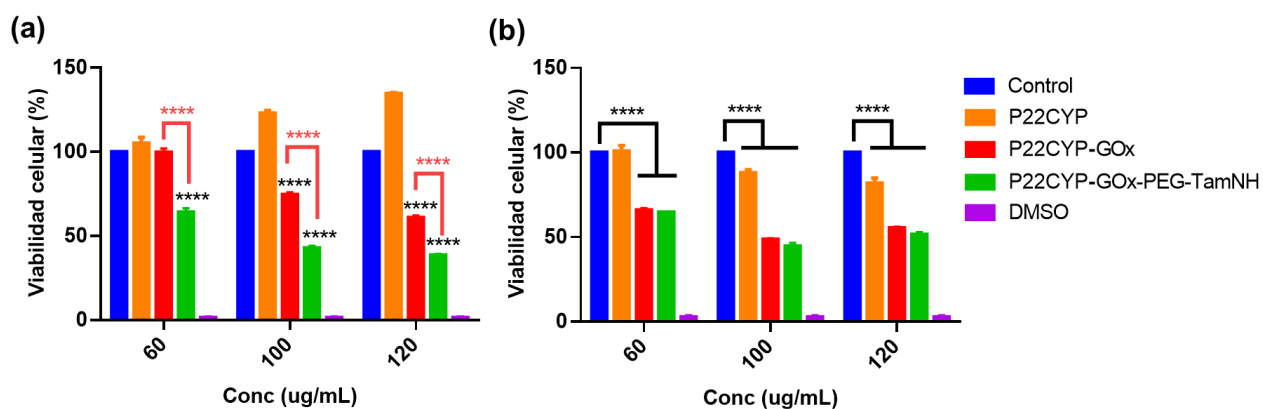 (a)
150
100
50
0
Viabilidad celular (%)
****
****
****
****
****
****
****
****
60
100
120
Conc (ug/mL)
(b)
150
100
50
0
Viabilidad celular (%)
****
****
****
60
100
120
Conc (ug/mL)
Control
P22CYP
P22CYP-GOx
P22CYP-GOx-PEG-TamNH
DMSO